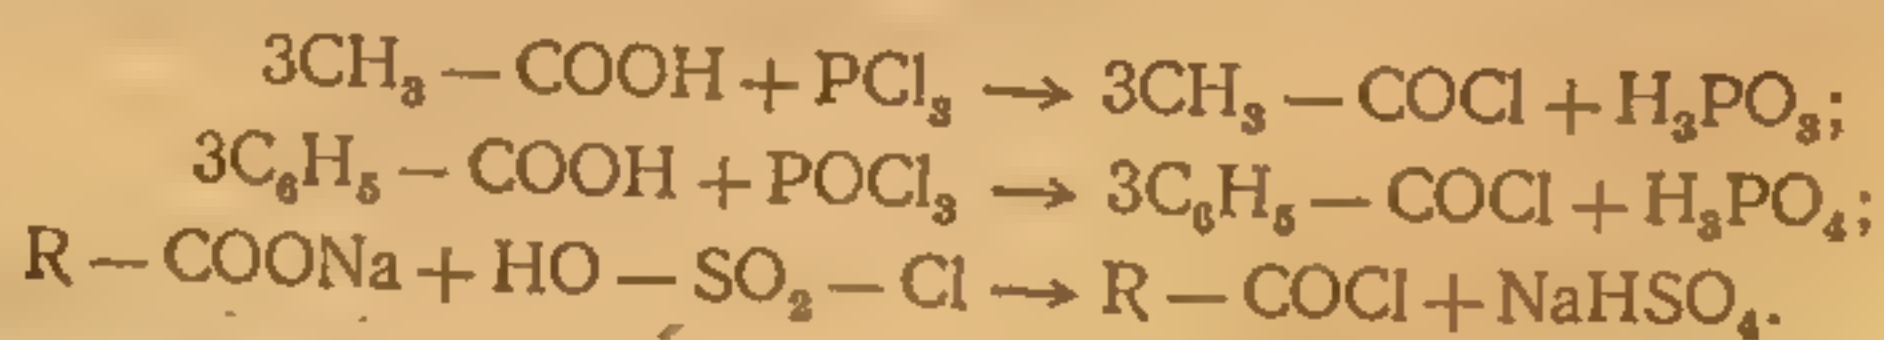 3CH₃ — COOH + PCl₃ → 3CH₃ — COCl + H₃PO₃;
3C₆H₅ — COOH + POCl₃ → 3C₆H₅ — COCl + H₃PO₄;
R — COONa + HO — SO₂ — Cl → R — COCl + NaHSO₄.